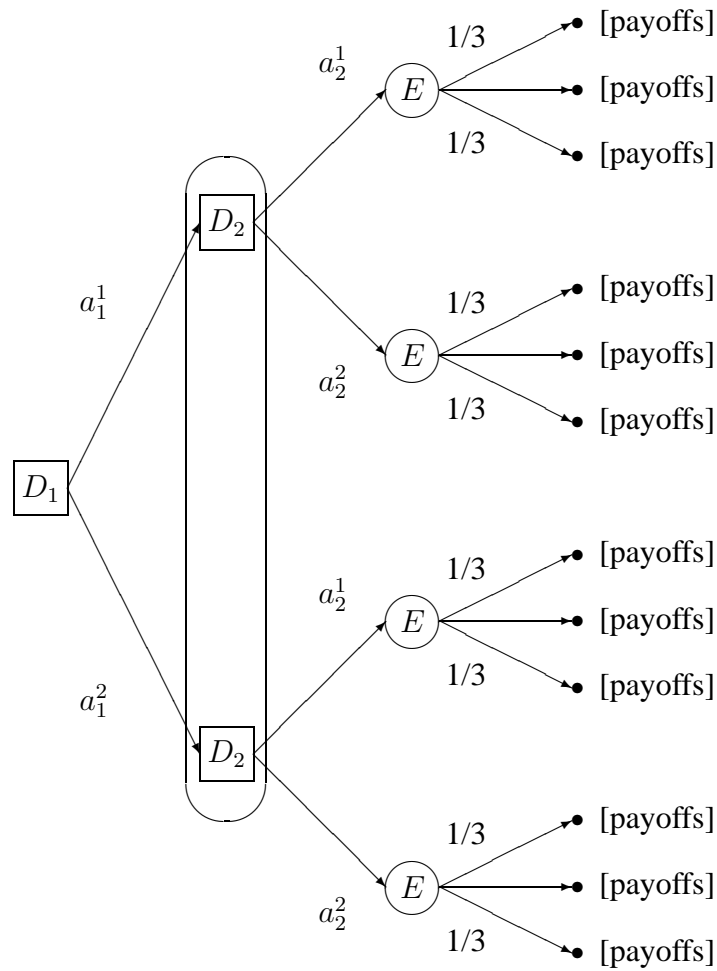 1/3 [payoffs]
a_2^1 E [payoffs]
1/3 [payoffs]
D_2
a_1^1 1/3 [payoffs]
E [payoffs]
a_2^2 1/3 [payoffs]
D_1
1/3 [payoffs]
a_2^1 E [payoffs]
1/3 [payoffs]
a_1^2
D_2
1/3 [payoffs]
E [payoffs]
a_2^2 1/3 [payoffs]